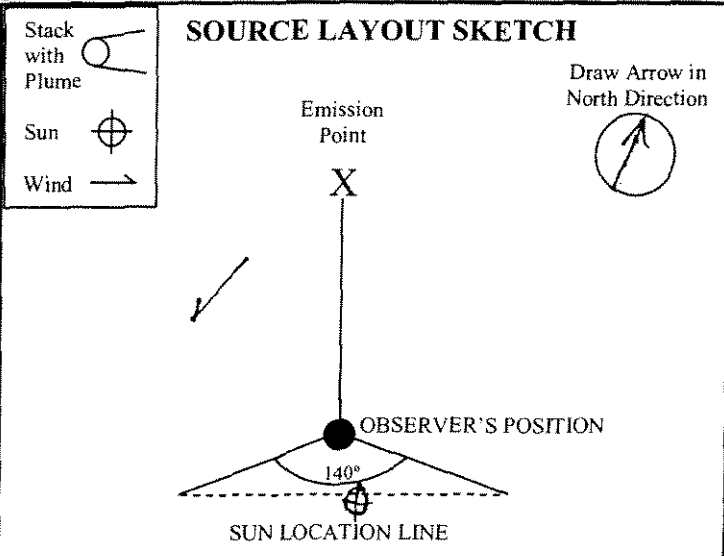 SOURCE LAYOUT SKETCH
Stack
with
Plume
Sun
Wind
Emission
Point
X
Draw Arrow in
North Direction
OBSERVER'S POSITION
140°
SUN LOCATION LINE